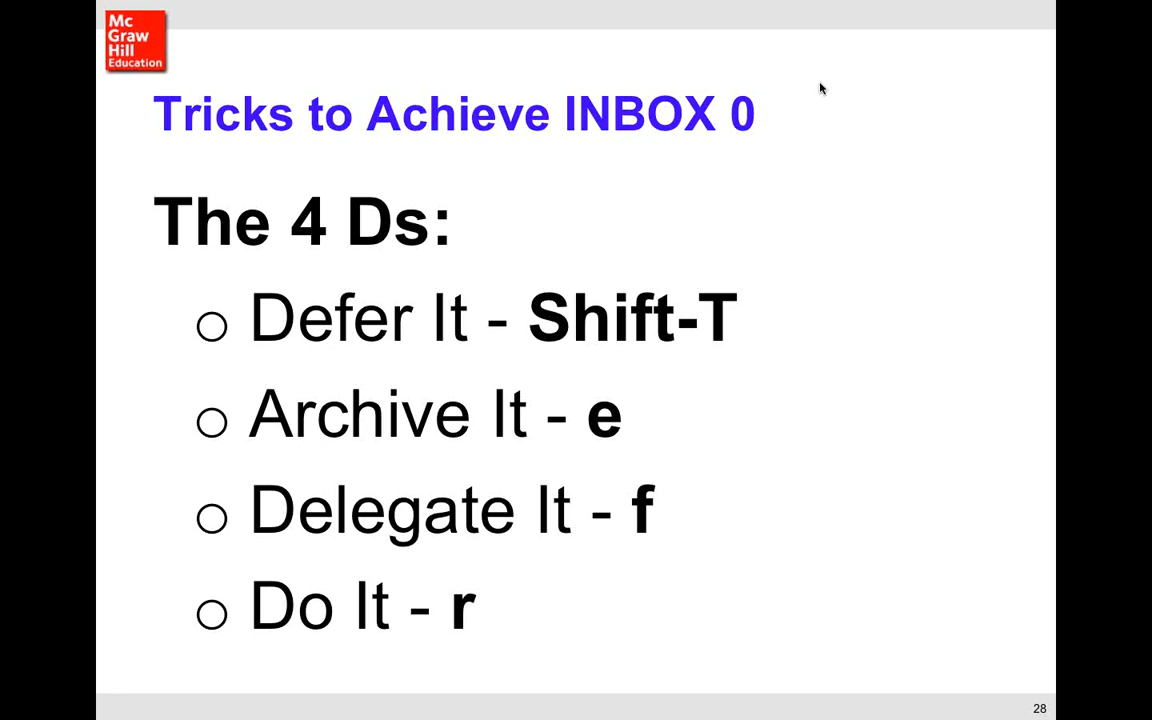 Mc
Graw
Hill
Education
Tricks to Achieve INBOX 0
The 4 Ds:
Defer It - Shift-T
Archive It - e
Delegate It - f
Do It - r
28